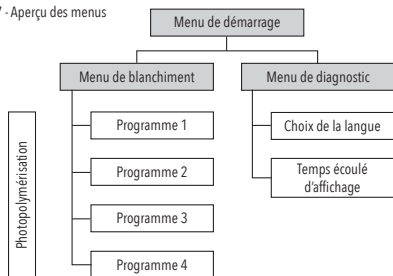 - Aperçu des menus
Menu de démarrage
Menu de blanchiment
Menu de diagnostic
Photopolymérisation
Programme 1
Programme 2
Programme 3
Programme 4
Choix de la langue
Temps écoulé
d'affichage